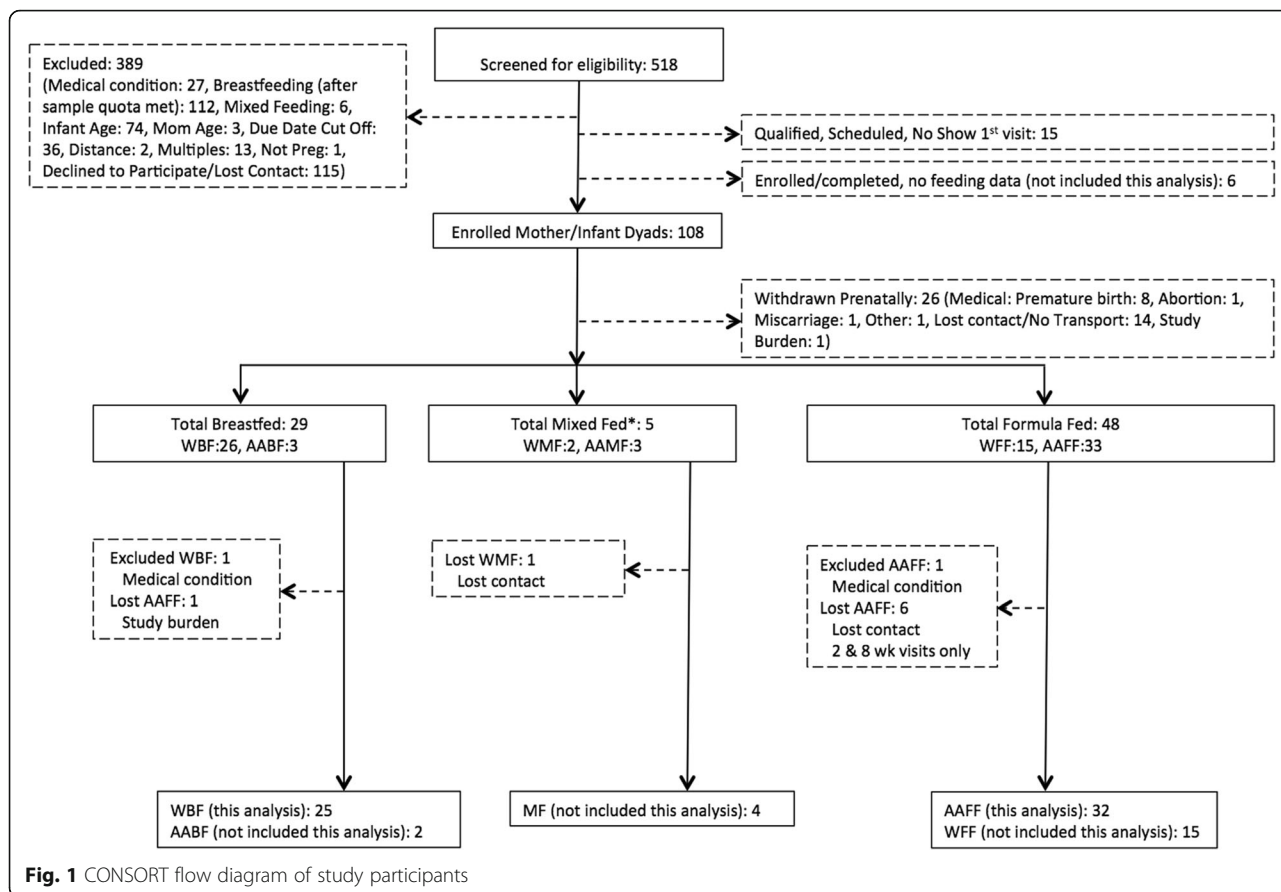 Screened for eligibility: 518
Excluded: 389
(Medical condition: 27, Breastfeeding (after
sample quota met): 112, Mixed Feeding: 6,
Infant Age: 74, Mom Age: 3, Due Date Cut Off:
36, Distance: 2, Multiples: 13, Not Preg: 1,
Declined to Participate/Lost Contact: 115)
Qualified, Scheduled, No Show 1st visit: 15
Enrolled/completed, no feeding data (not included this analysis): 6
Enrolled Mother/Infant Dyads: 108
Withdrawn Prenatally: 26 (Medical: Premature birth: 8, Abortion: 1,
Miscarriage: 1, Other: 1, Lost contact/No Transport: 14, Study
Burden: 1)
Total Breastfed: 29
WBF:26, AABF:3
Total Mixed Fed*: 5
WMF:2, AAMF:3
Total Formula Fed: 48
WFF:15, AAFF:33
Excluded WBF: 1
Medical condition
Lost AAFF: 1
Study burden
Lost WMF: 1
Lost contact
Excluded AAFF: 1
Medical condition
Lost AAFF: 6
Lost contact
2 & 8 wk visits only
WBF (this analysis): 25
AABF (not included this analysis): 2
MF (not included this analysis): 4
AAFF (this analysis): 32
WFF (not included this analysis): 15
Fig. 1 CONSORT flow diagram of study participants